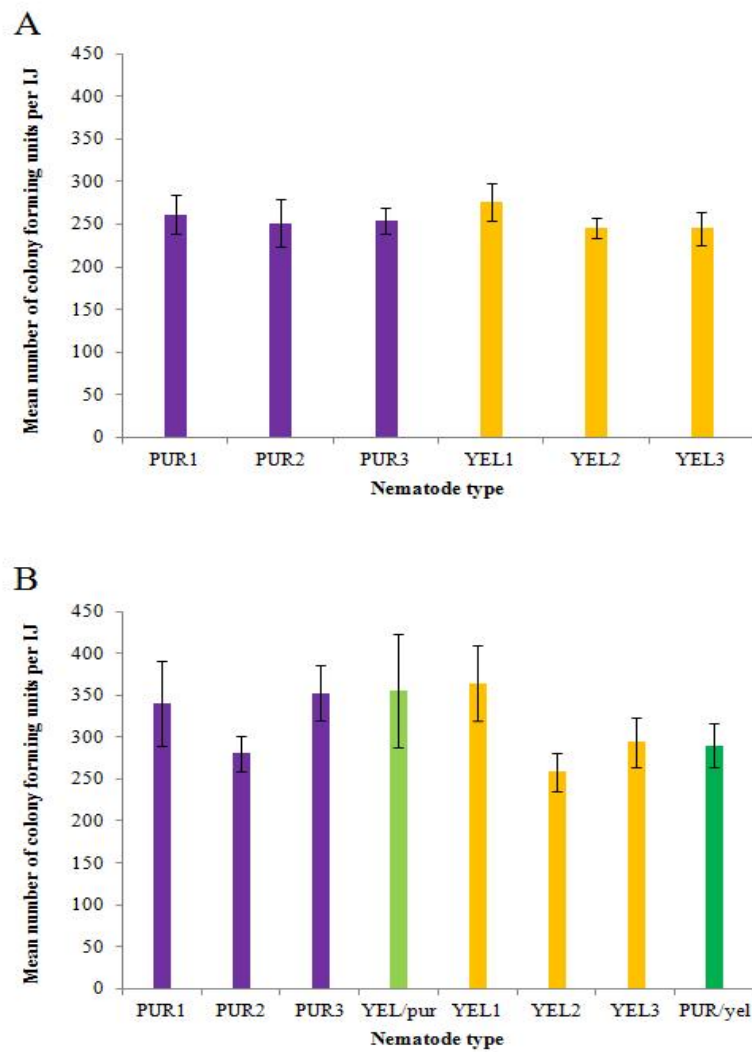 A
Mean number of colony forming units per IJ
450
400
350
300
250
200
150
100
50
0
PUR1 PUR2 PUR3 YEL1 YEL2 YEL3
Nematode type
B
Mean number of colony forming units per IJ
450
400
350
300
250
200
150
100
50
0
PUR1 PUR2 PUR3 YEL/pur YEL1 YEL2 YEL3 PUR/yel
Nematode type